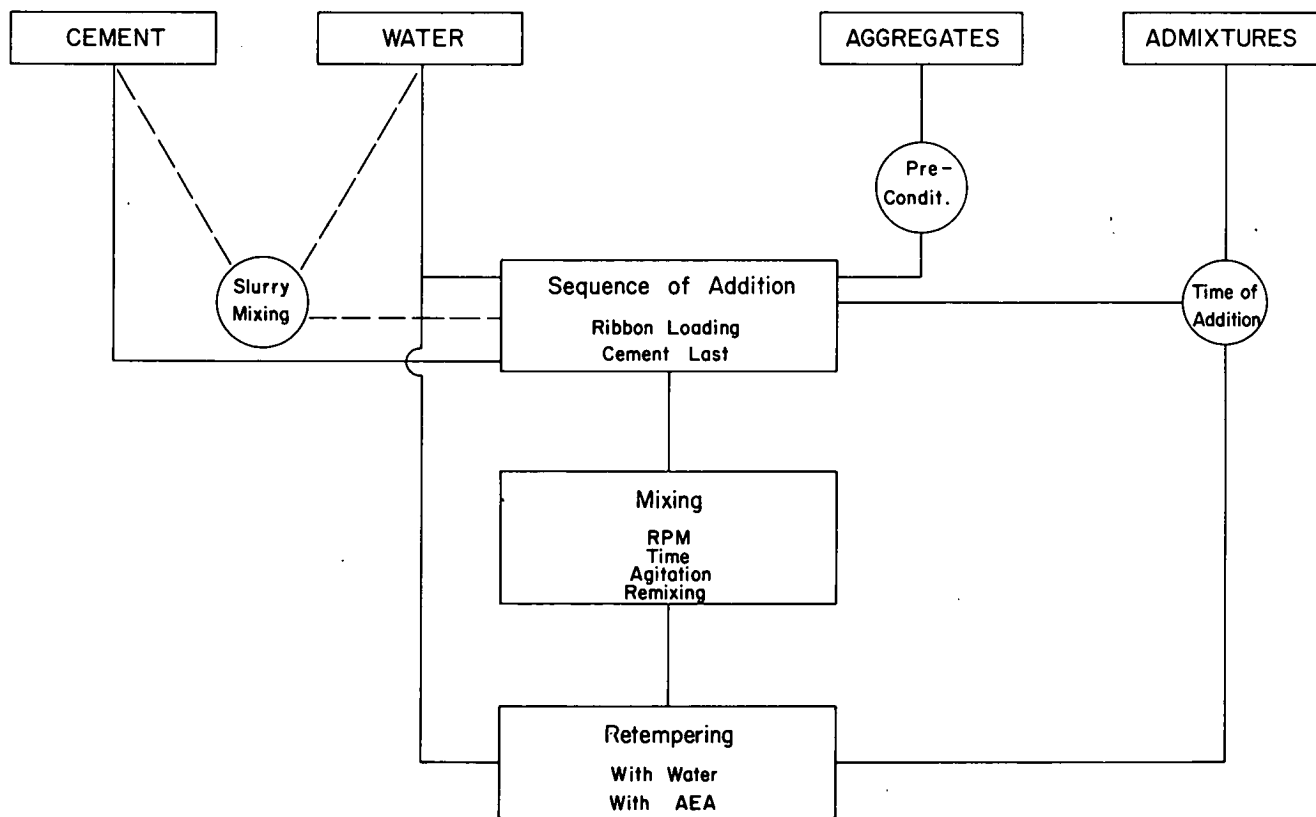 CEMENT
WATER
AGGREGATES
ADMIXTURES
Pre-
Condit.
Slurry
Mixing
Sequence of Addition
Ribbon Loading
Cement Last
Time of
Addition
Mixing
RPM
Time
Agitation
Remixing
Retempering
With Water
With AEA